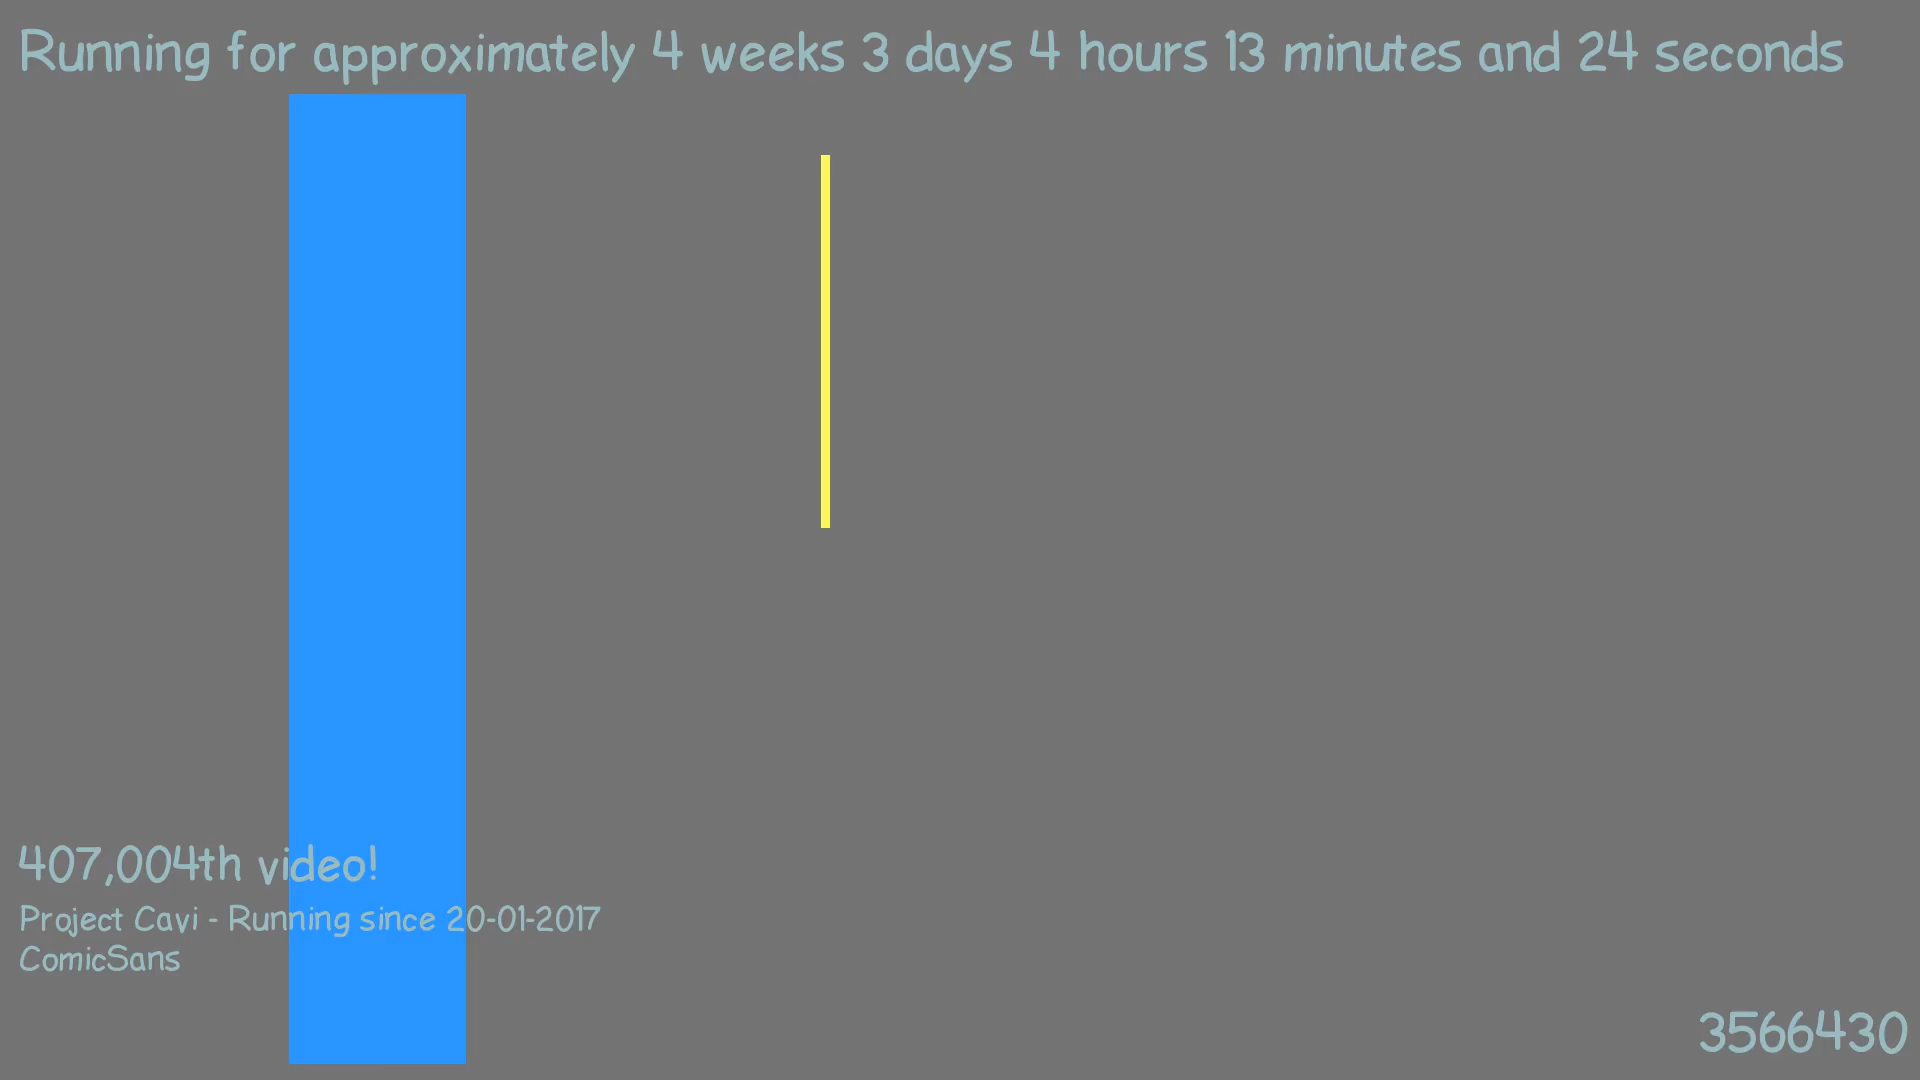 Running for approximately 4 weeks 3 days 4 hours 13 minutes and 24 seconds
407,004th video!
Project Cavi - Running since 20-01-2017
ComicSans
3566430